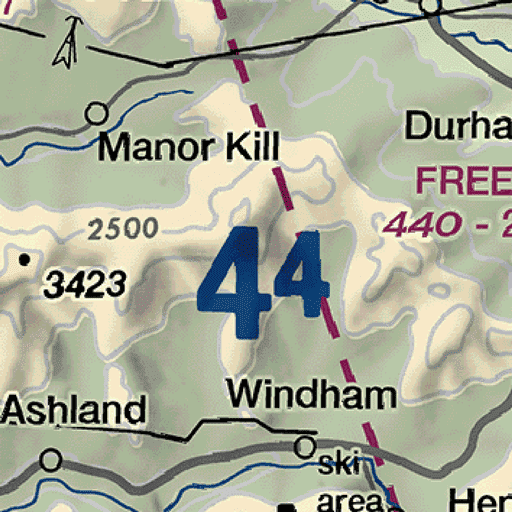 Manor Kill
Durha
FREE
440 - 2
2500
44
3423
Windham
Ashland
ski
area
Her